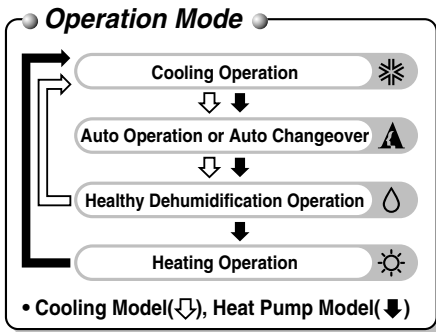 Operation Mode
Cooling Operation
Auto Operation or Auto Changeover
Healthy Dehumidification Operation
Heating Operation
• Cooling Model(⇩), Heat Pump Model(⬇)